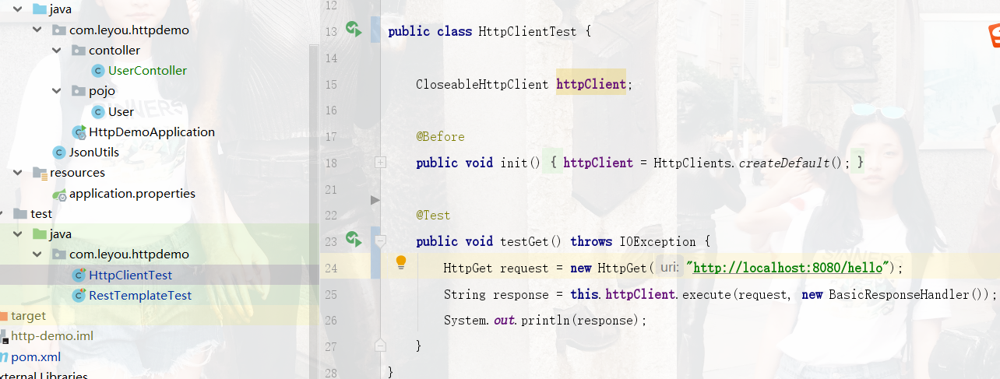 java
com.leyou.httpdemo
contoller
UserContoller
pojo
User
HttpDemoApplication
JsonUtils
resources
application.properties
test
java
com.leyou.httpdemo
HttpClientTest
RestTemplateTest
target
http-demo.iml
pom.xml
xternal Libraries
12
13 public class HttpClientTest {
14
15 CloseableHttpClient httpClient;
16
17 @Before
18 public void init() { httpClient = HttpClients.createDefault(); }
21
22 @Test
23 public void testGet() throws IOException {
24 HttpGet request = new HttpGet( uri: "http://localhost:8080/hello");
25 String response = this.httpClient.execute(request, new BasicResponseHandler());
26 System.out.println(response);
27 }
28 }